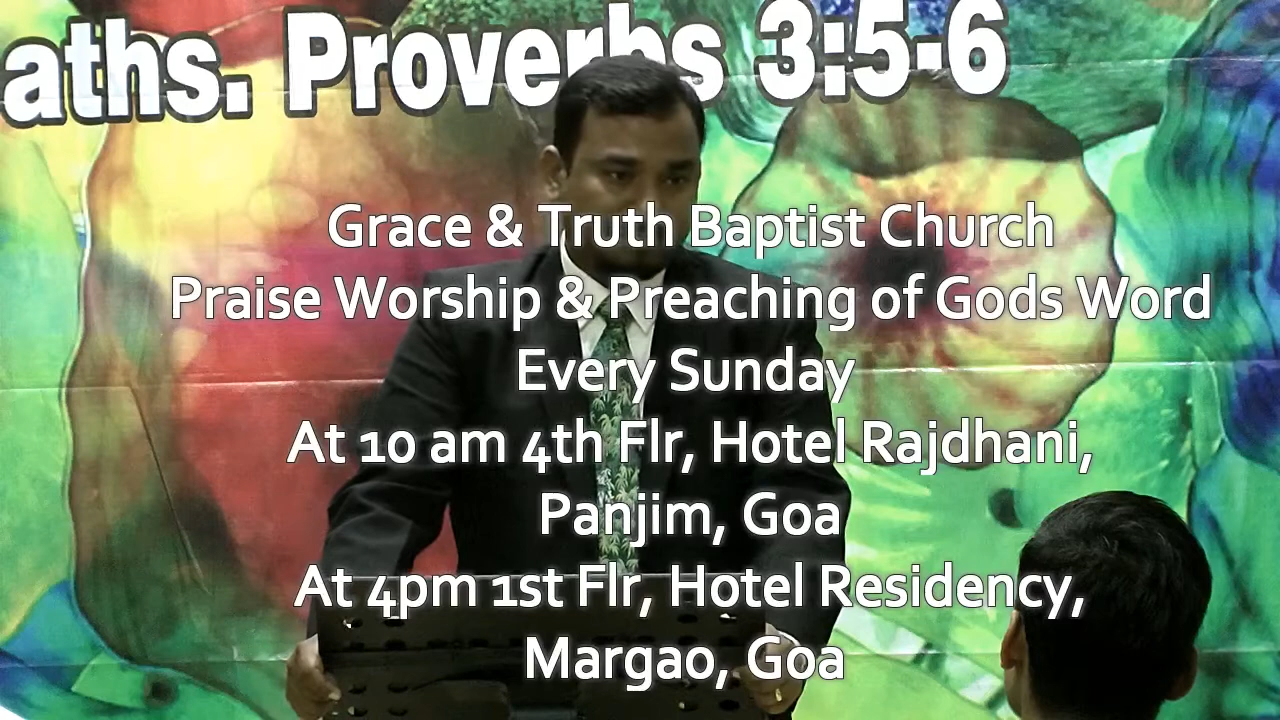 aths. Proverbs 3:5-6
Grace & Truth Baptist Church
Praise Worship & Preaching of Gods Word
Every Sunday
At 10 am 4th Flr, Hotel Rajdhani,
Panjim, Goa
At 4pm 1st Flr, Hotel Residency,
Margao, Goa